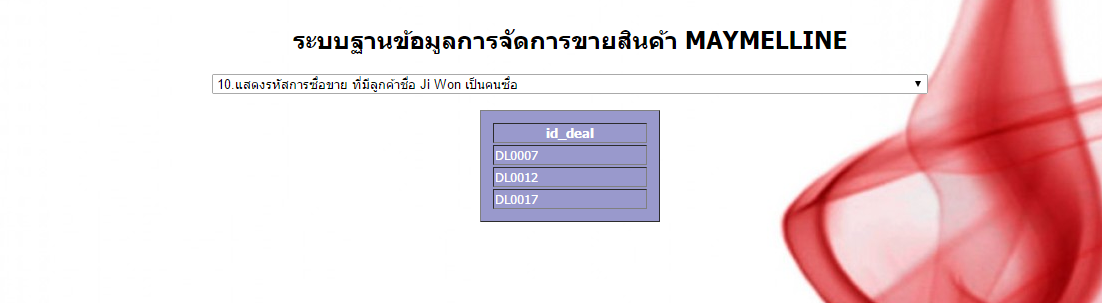 ระบบฐานข้อมูลการจัดการขายสินค้า MAYMELLINE
10.แสดงรหัสการซื้อขาย ที่มีลูกค้าชื่อ Ji Won เป็นคนซื้อ
id_deal
DL0007
DL0012
DL0017